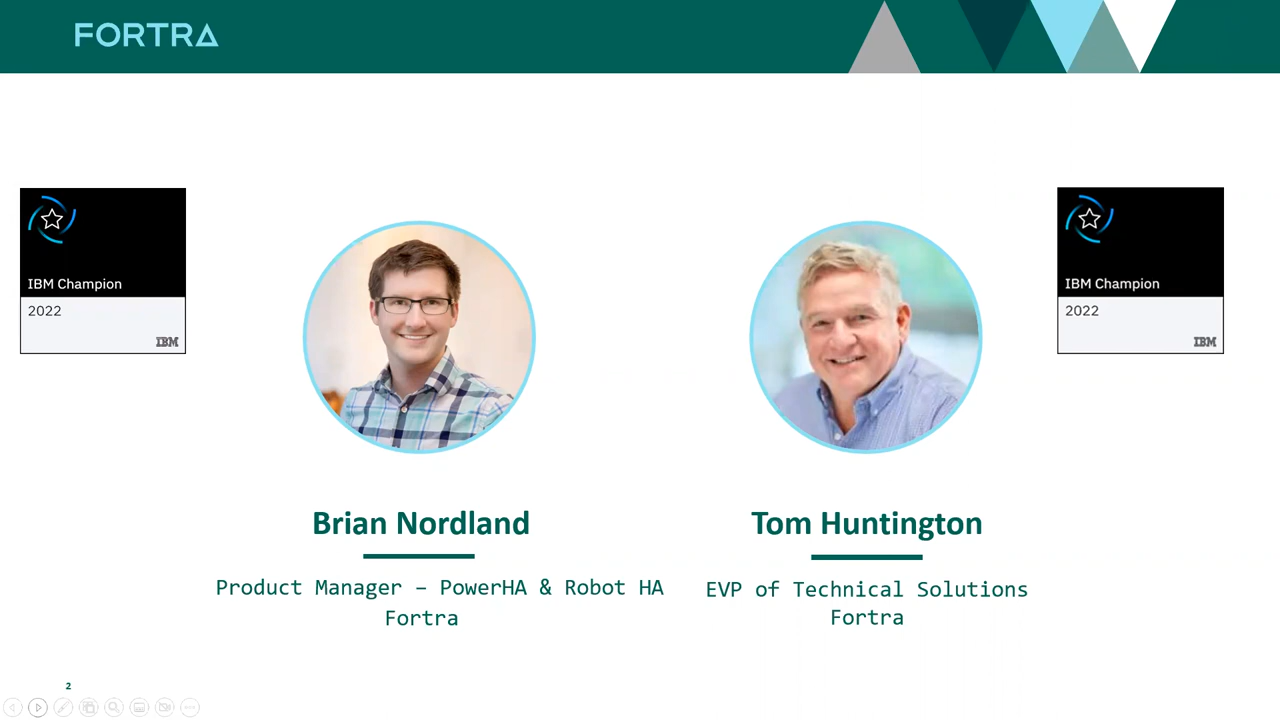 FORTRA
IBM Champion
2022
IBM
IBM Champion
2022
IBM
Brian Nordland
Product Manager – PowerHA & Robot HA
Fortra
Tom Huntington
EVP of Technical Solutions
Fortra
2